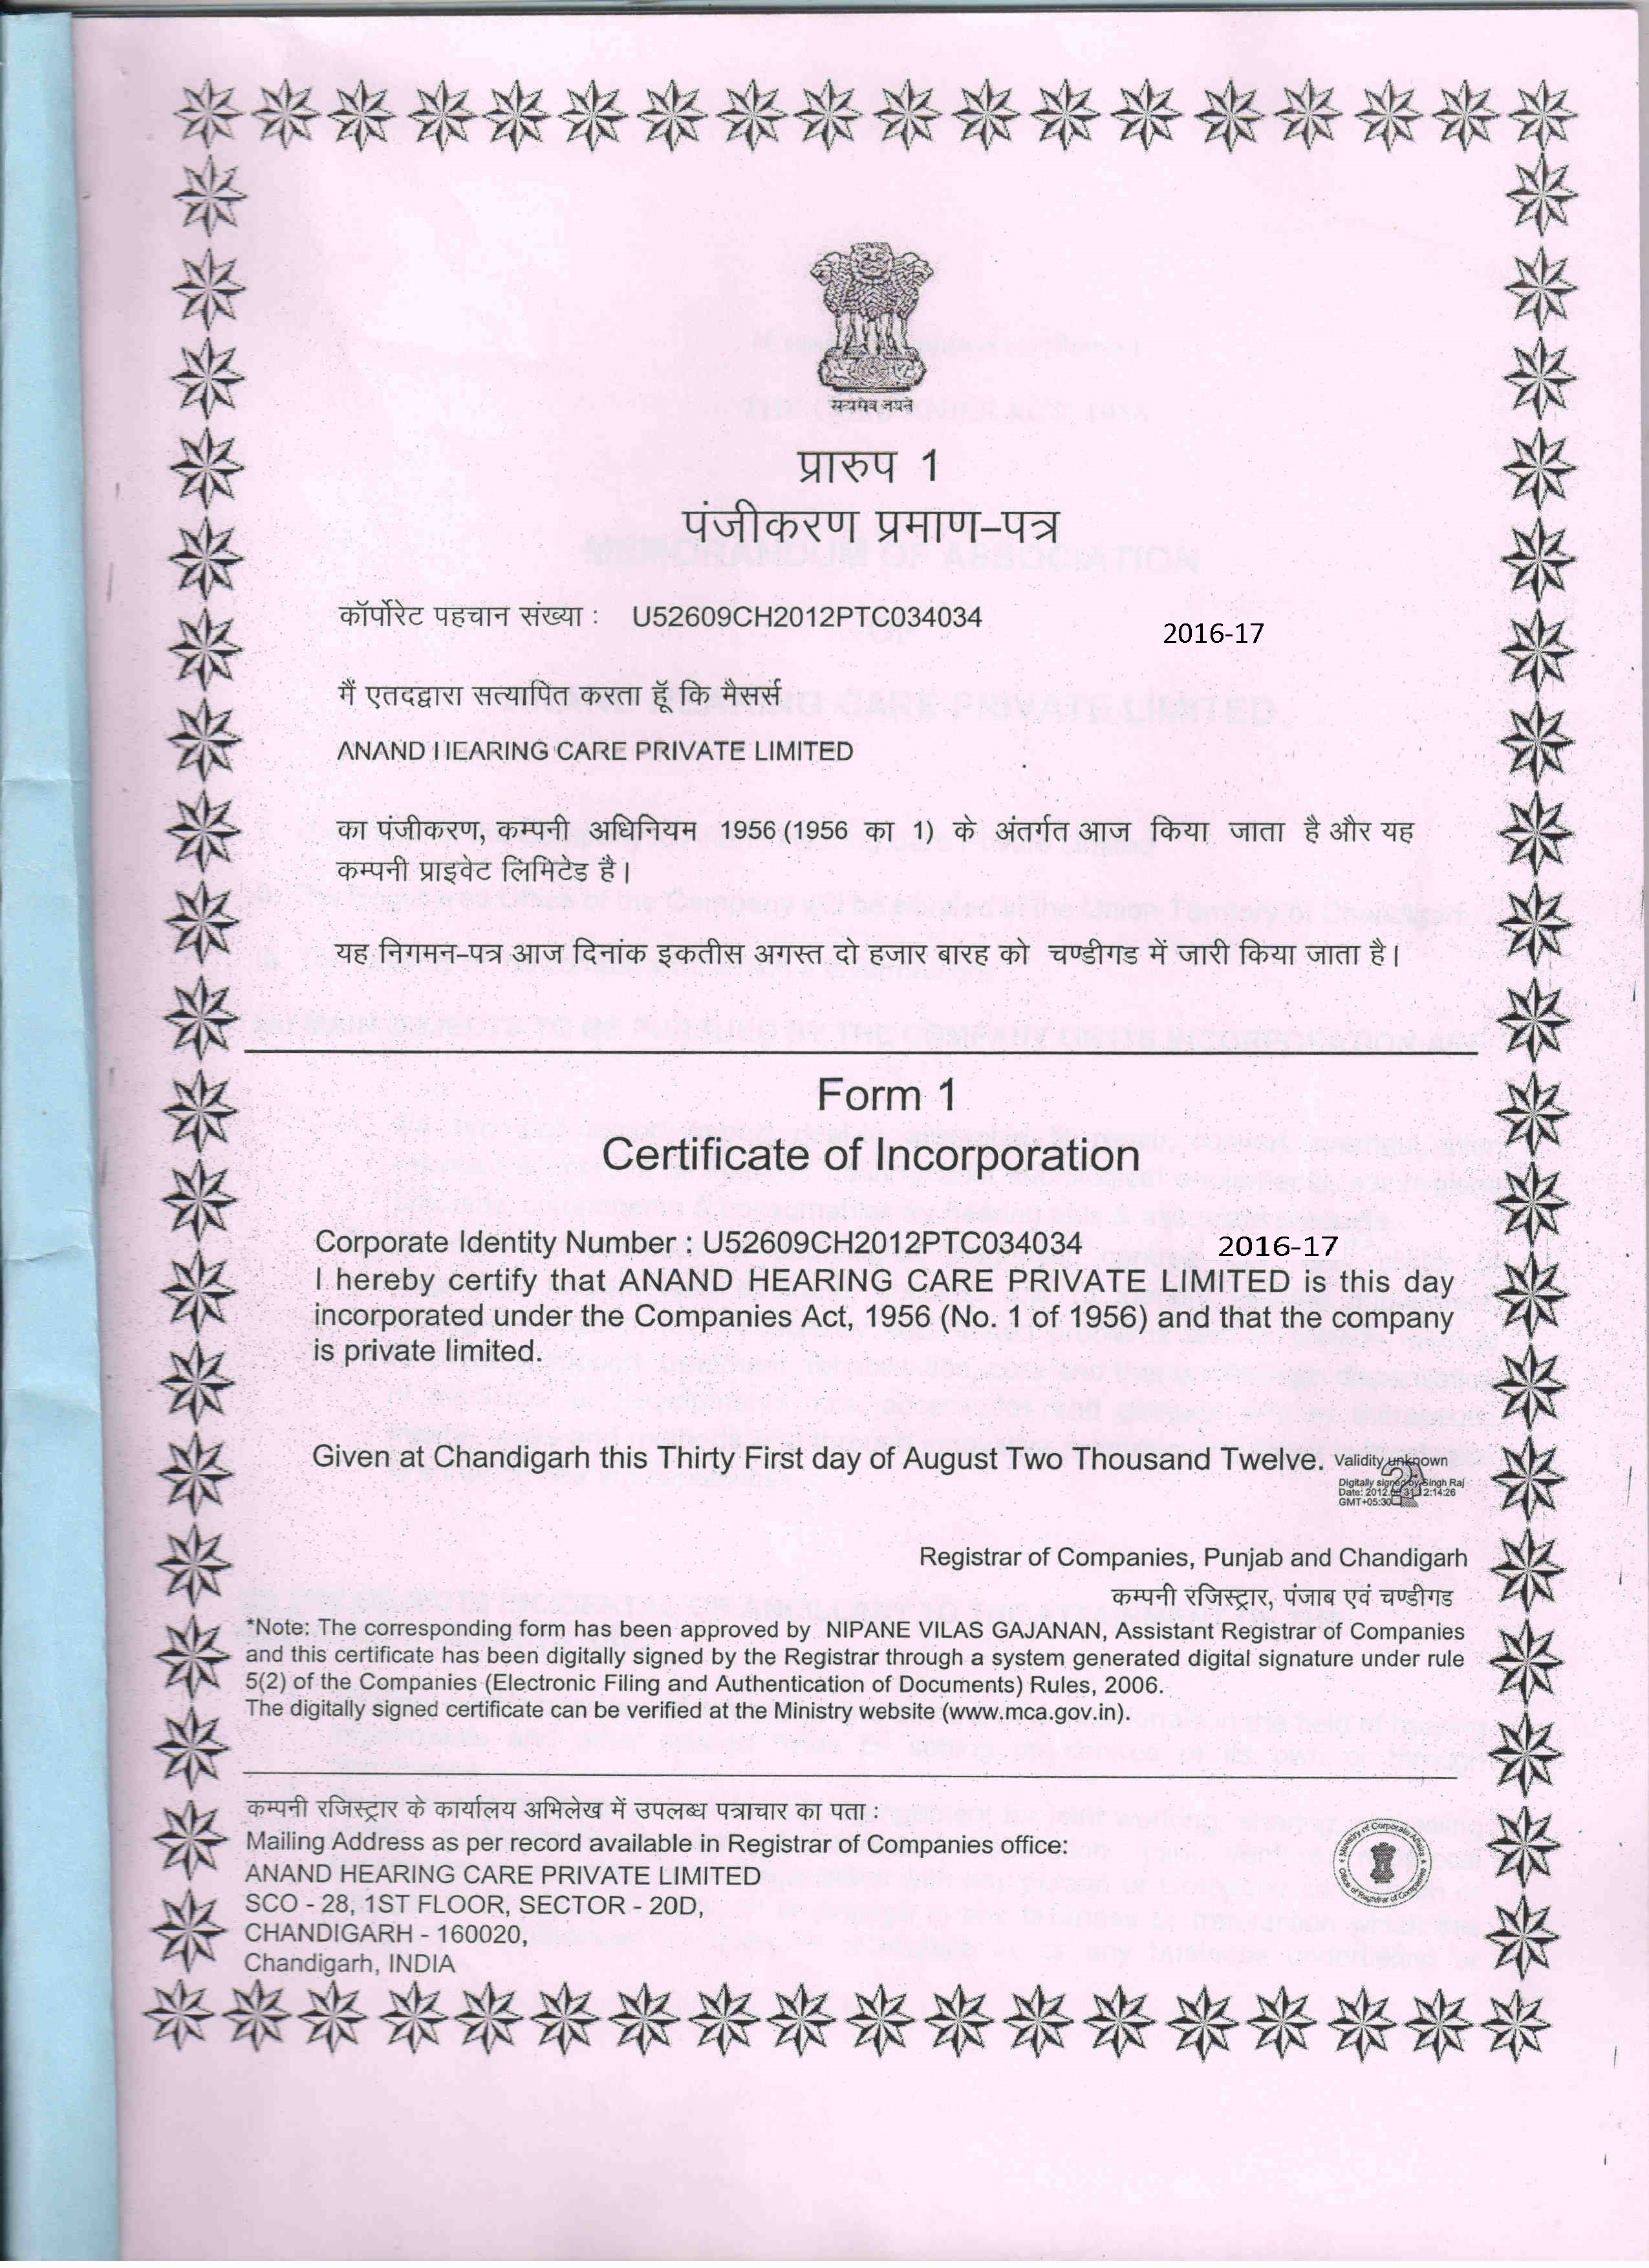 सत्यमेव जयते
प्रारुप 1
पंजीकरण प्रमाण-पत्र
कॉर्पोरेट पहचान संख्या : U52609CH2012PTC034034 2016-17
मैं एतदद्वारा सत्यापित करता हूँ कि मैसर्स
ANAND HEARING CARE PRIVATE LIMITED
का पंजीकरण, कम्पनी अधिनियम 1956 (1956 का 1) के अंतर्गत आज किया जाता है और यह
कम्पनी प्राइवेट लिमिटेड है।
यह निगमन-पत्र आज दिनांक इकतीस अगस्त दो हजार बारह को चण्डीगड में जारी किया जाता है।
Form 1
Certificate of Incorporation
Corporate Identity Number : U52609CH2012PTC034034 2016-17
I hereby certify that ANAND HEARING CARE PRIVATE LIMITED is this day
incorporated under the Companies Act, 1956 (No. 1 of 1956) and that the company
is private limited.
Given at Chandigarh this Thirty First day of August Two Thousand Twelve.
Validity unknown
Digitally signed by Singh Raj
Date: 2012.08.31 12:14:26
GMT+05:30
Registrar of Companies, Punjab and Chandigarh
कम्पनी रजिस्ट्रार, पंजाब एवं चण्डीगड
*Note: The corresponding form has been approved by NIPANE VILAS GAJANAN, Assistant Registrar of Companies
and this certificate has been digitally signed by the Registrar through a system generated digital signature under rule
5(2) of the Companies (Electronic Filing and Authentication of Documents) Rules, 2006.
The digitally signed certificate can be verified at the Ministry website (www.mca.gov.in).
कम्पनी रजिस्ट्रार के कार्यालय अभिलेख में उपलब्ध पत्राचार का पता :
Mailing Address as per record available in Registrar of Companies office:
ANAND HEARING CARE PRIVATE LIMITED
SCO - 28, 1ST FLOOR, SECTOR - 20D,
CHANDIGARH - 160020,
Chandigarh, INDIA
Ministry of Corporate Affairs
Office of Registrar of Companies